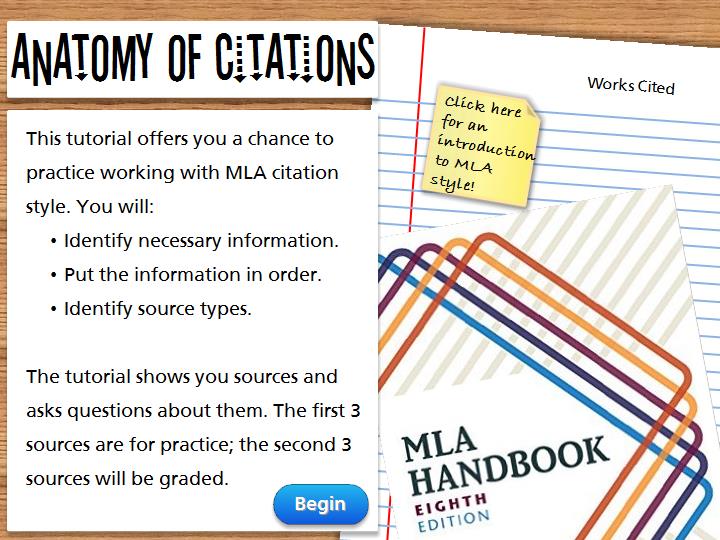 ANATOMY OF CITATIONS
This tutorial offers you a chance to
practice working with MLA citation
style. You will:
• Identify necessary information.
• Put the information in order.
• Identify source types.
The tutorial shows you sources and
asks questions about them. The first 3
sources are for practice; the second 3
sources will be graded.
Begin
Works Cited
Click here
for an
introduction
to MLA
style!
MLA
HANDBOOK
EIGHTH
EDITION